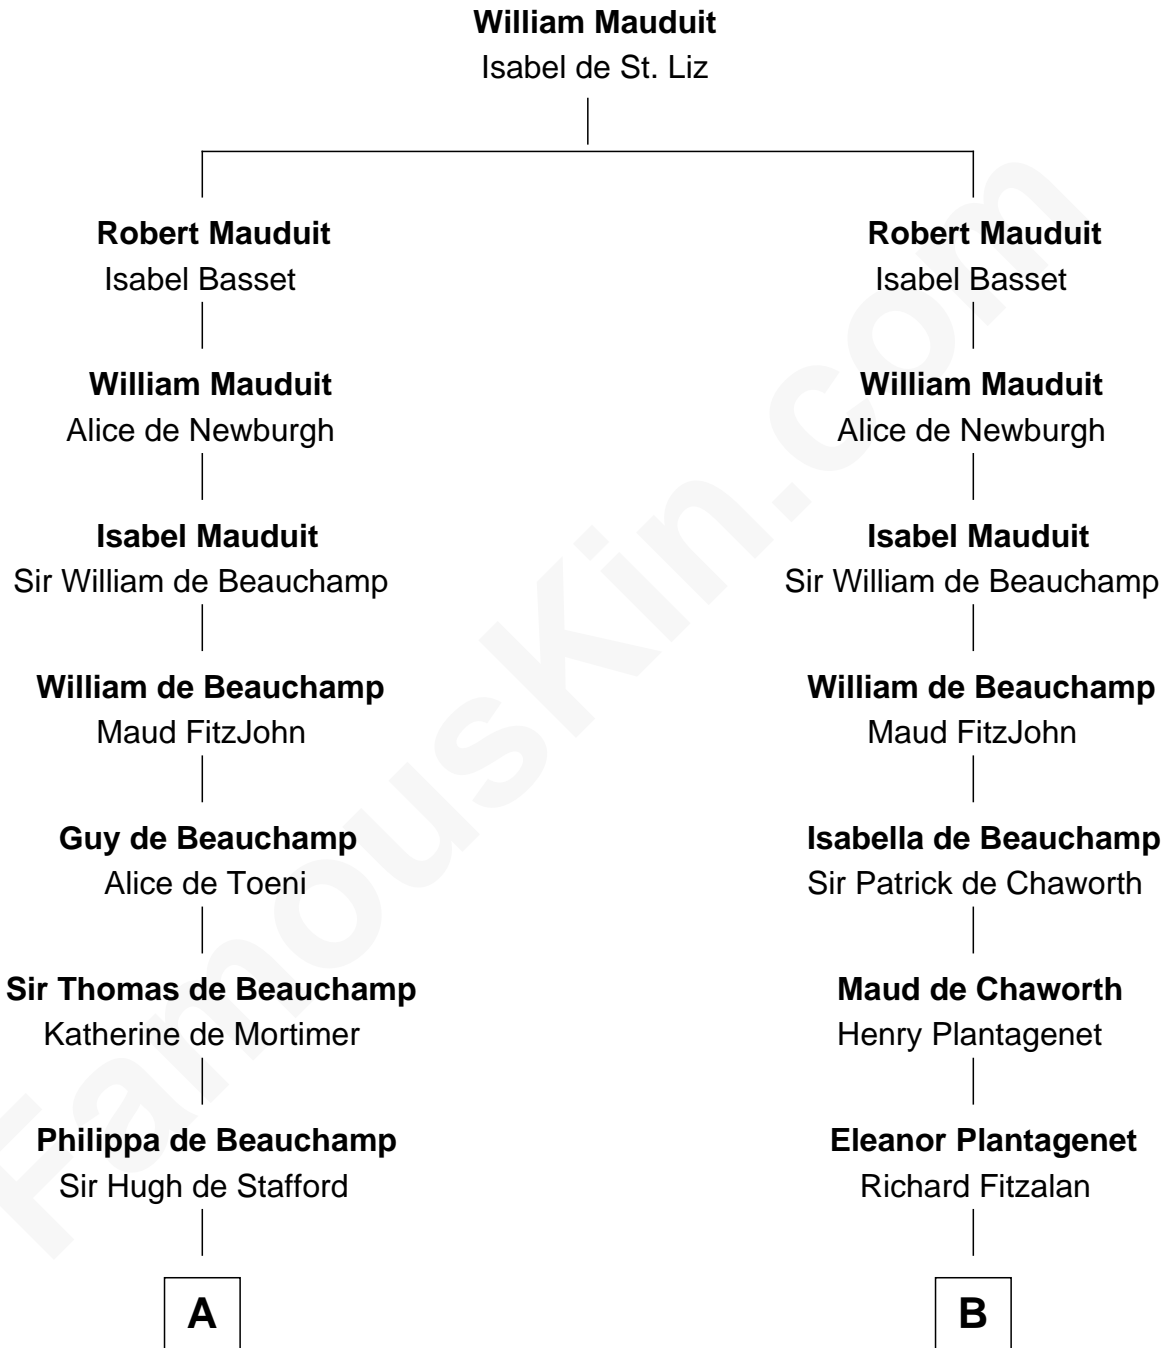 William Mauduit
Isabel de St. Liz
Robert Mauduit
Isabel Basset
William Mauduit
Alice de Newburgh
Isabel Mauduit
Sir William de Beauchamp
William de Beauchamp
Maud FitzJohn
Guy de Beauchamp
Alice de Toeni
Sir Thomas de Beauchamp
Katherine de Mortimer
Philippa de Beauchamp
Sir Hugh de Stafford
A
Robert Mauduit
Isabel Basset
William Mauduit
Alice de Newburgh
Isabel Mauduit
Sir William de Beauchamp
William de Beauchamp
Maud FitzJohn
Isabella de Beauchamp
Sir Patrick de Chaworth
Maud de Chaworth
Henry Plantagenet
Eleanor Plantagenet
Richard Fitzalan
B
FamousKin.com